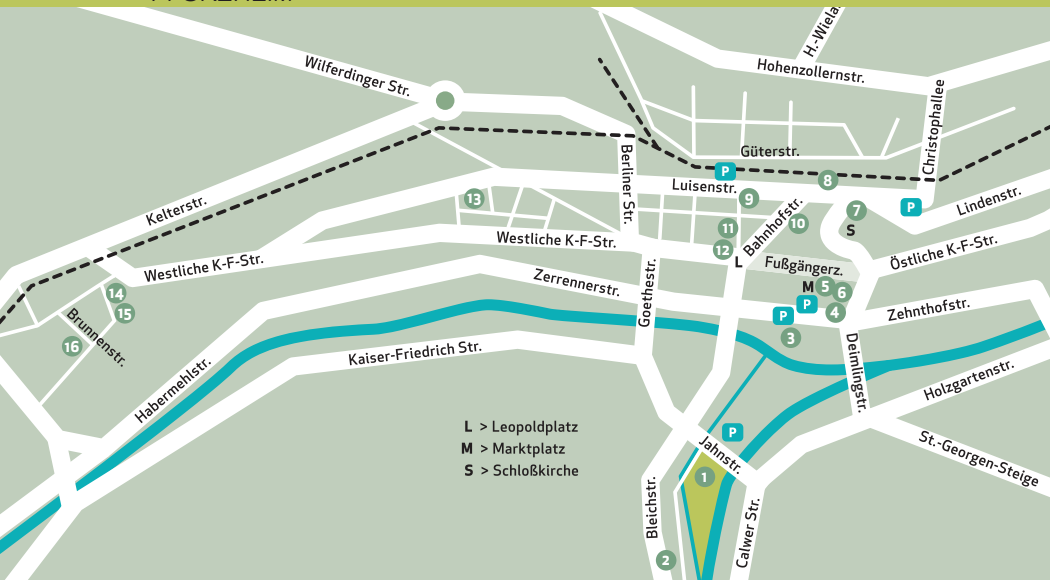 H.-Wiela
Wilferdinger Str.
Hohenzollernstr.
Christophallee
Güterstr.
P
8
Berliner Str.
Luisenstr.
9
13
Lindenstr.
P
7
S
Kelterstr.
11
Bahnhofstr.
10
Westliche K-F-Str.
12
L
Östliche K-F-Str.
Westliche K-F-Str.
Fußgängerz.
Zerrennerstr.
Goethestr.
M
5
6
14
P
4
Zehnthofstr.
15
P
Brunnenstr.
3
16
Kaiser-Friedrich Str.
Deimlingstr.
Habermehlstr.
Holzgartenstr.
L > Leopoldplatz
M > Marktplatz
S > Schloßkirche
P
Jahnstr.
St.-Georgen-Steige
1
Bleichstr.
Calwer Str.
2